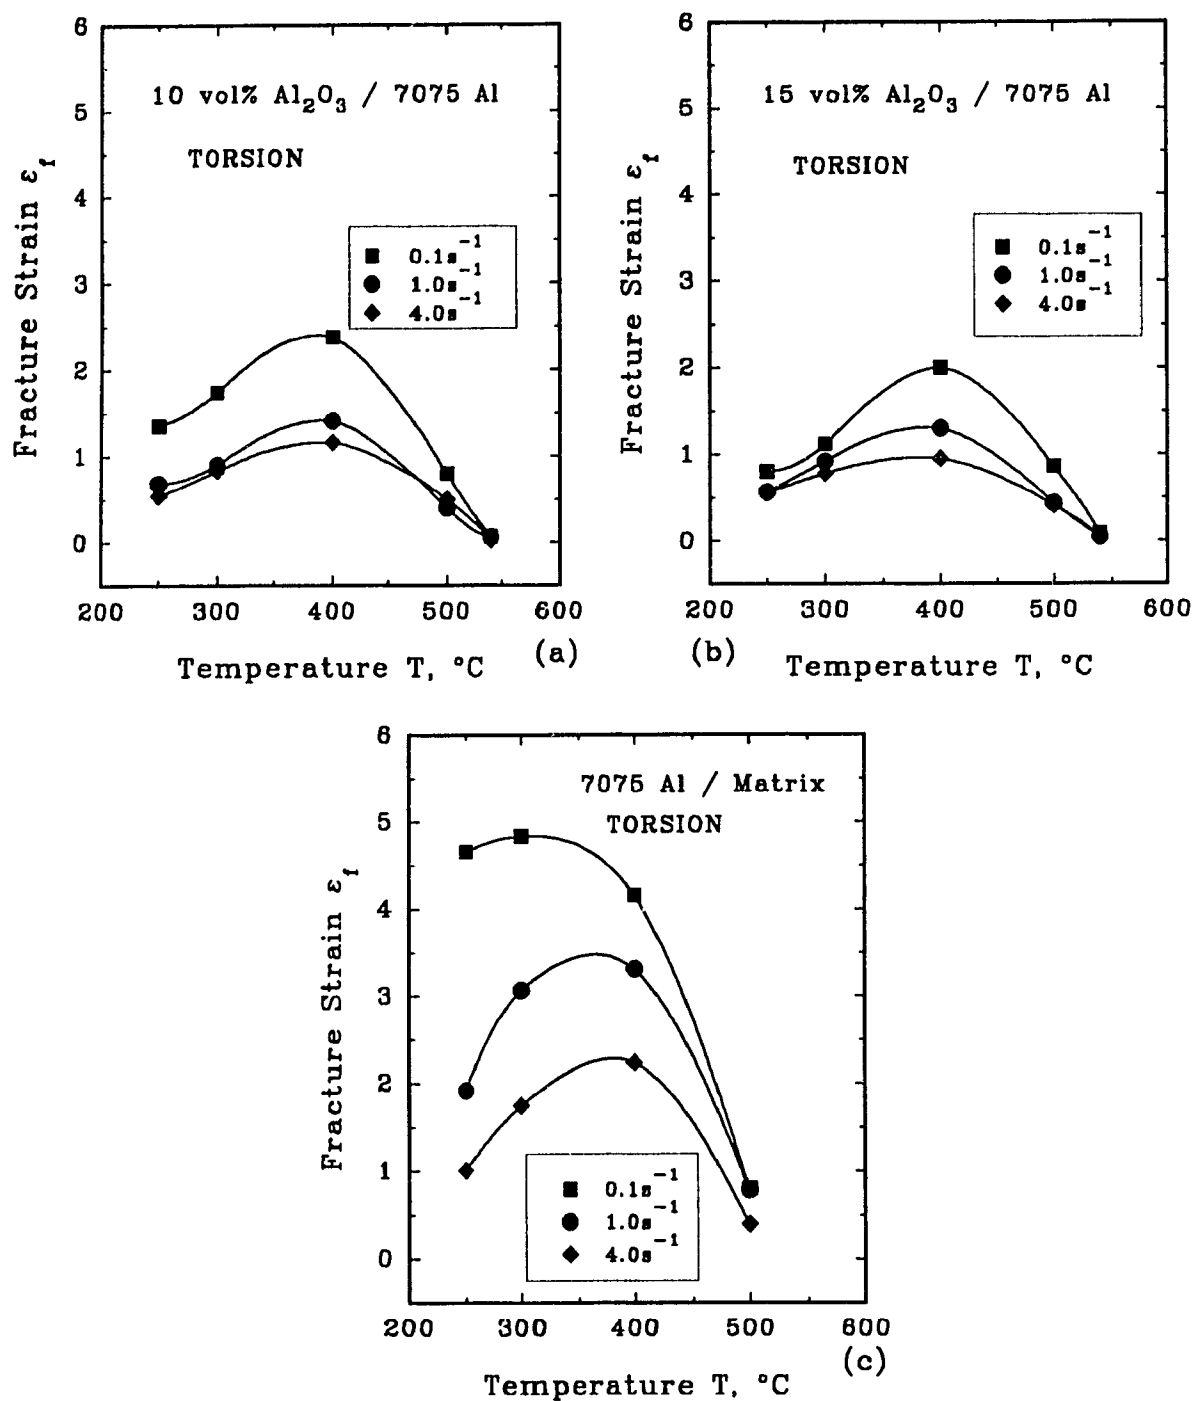 10 vol% Al₂O₃ / 7075 Al
TORSION
0.1s⁻¹
1.0s⁻¹
4.0s⁻¹
Fracture Strain ε_f
6
5
4
3
2
1
0
200 300 400 500 600
Temperature T, °C
(a)
15 vol% Al₂O₃ / 7075 Al
TORSION
0.1s⁻¹
1.0s⁻¹
4.0s⁻¹
Fracture Strain ε_f
6
5
4
3
2
1
0
200 300 400 500 600
(b)
Temperature T, °C
7075 Al / Matrix
TORSION
Fracture Strain ε_f
6
5
4
3
2
1
0
0.1s⁻¹
1.0s⁻¹
4.0s⁻¹
200 300 400 500 600
(c)
Temperature T, °C